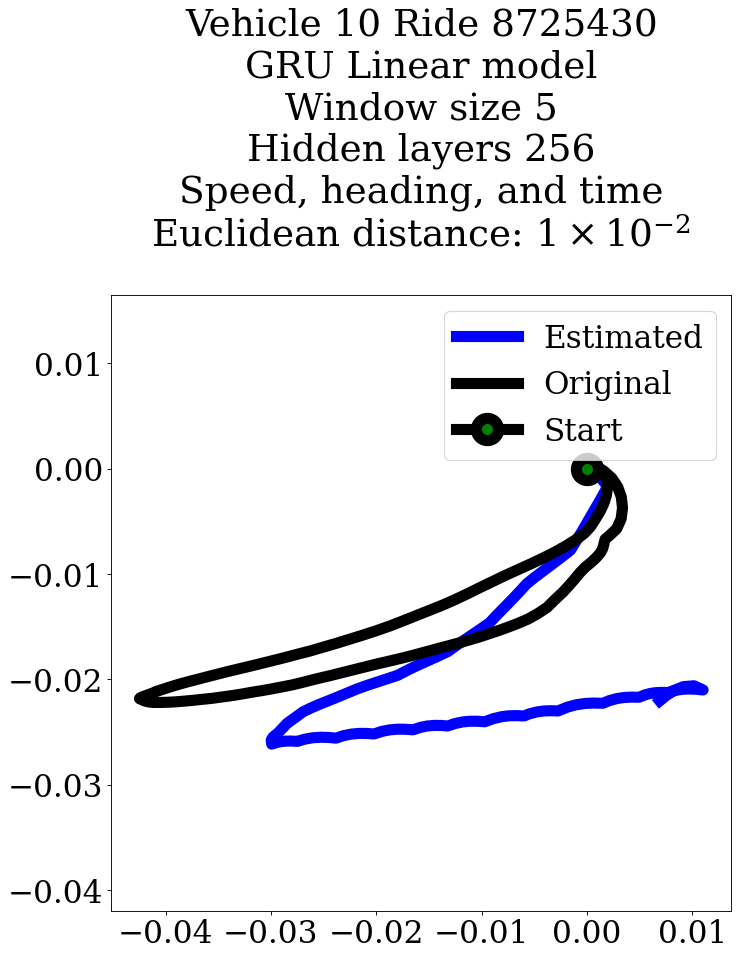 Vehicle 10 Ride 8725430
GRU Linear model
Window size 5
Hidden layers 256
Speed, heading, and time
Euclidean distance: 1 × 10⁻²
Estimated
Original
Start
0.01
0.00
−0.01
−0.02
−0.03
−0.04
−0.04 −0.03 −0.02 −0.01 0.00 0.01